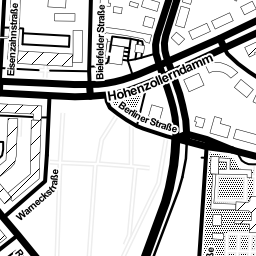 Eisenzahnstraße
Bielefelder Straße
Hohenzollerndamm
Berliner Straße
Warneckstraße